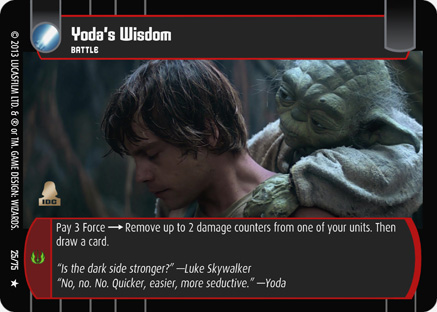 Yoda's Wisdom
BATTLE
© 2013 LUCASFILM LTD. & ® or TM. GAME DESIGN: WIZARDS.
IDC
25/75
Pay 3 Force → Remove up to 2 damage counters from one of your units. Then
draw a card.
"Is the dark side stronger?" —Luke Skywalker
"No, no. No. Quicker, easier, more seductive." —Yoda